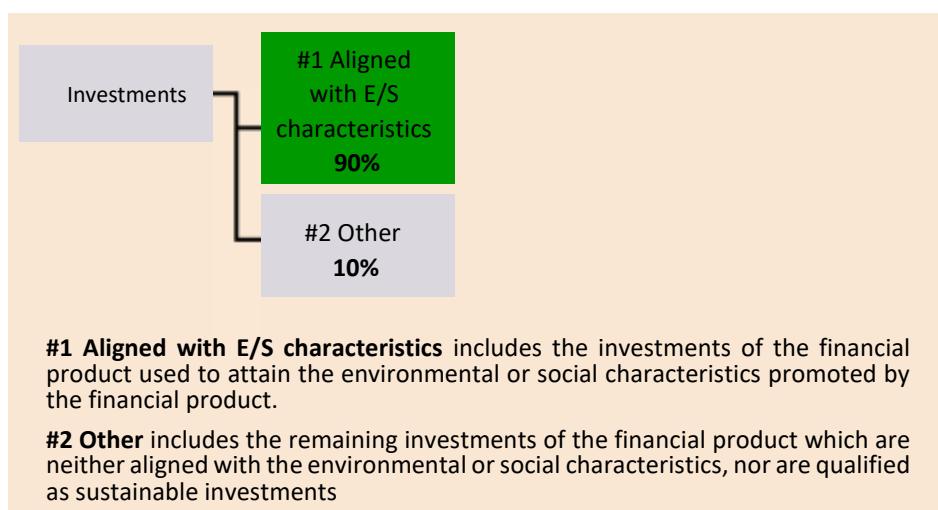 Investments
#1 Aligned
with E/S
characteristics
90%
#2 Other
10%
#1 Aligned with E/S characteristics includes the investments of the financial
product used to attain the environmental or social characteristics promoted by
the financial product.
#2 Other includes the remaining investments of the financial product which are
neither aligned with the environmental or social characteristics, nor are qualified
as sustainable investments